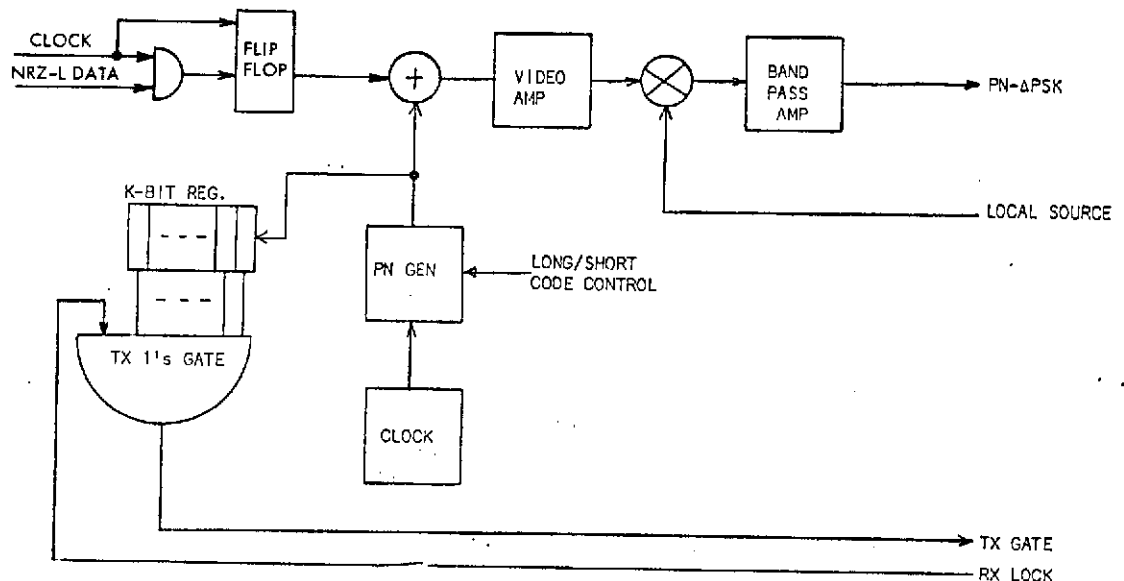 CLOCK
NRZ-L DATA
FLIP
FLOP
+
VIDEO
AMP
BAND
PASS
AMP
PN-ΔPSK
LOCAL SOURCE
K-BIT REG.
PN GEN
LONG/SHORT
CODE CONTROL
TX 1's GATE
CLOCK
TX GATE
RX LOCK